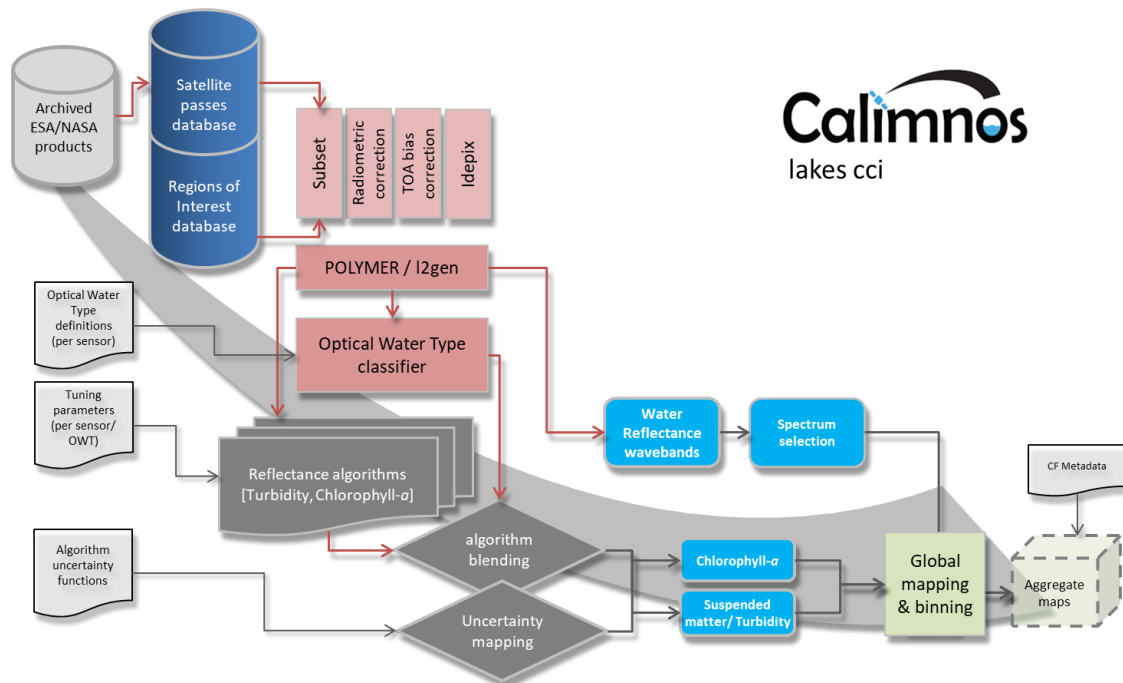 Archived
ESA/NASA
products
Satellite
passes
database
Regions of
Interest
database
Subset
Radiometric
correction
TOA bias
correction
Idepix
Calimnos
lakes cci
POLYMER / l2gen
Optical Water
Type
definitions
(per sensor)
Optical Water Type
classifier
Tuning
parameters
(per sensor/
OWT)
Water
Reflectance
wavebands
Spectrum
selection
CF Metadata
Reflectance algorithms
[Turbidity, Chlorophyll-a]
Algorithm
uncertainty
functions
algorithm
blending
Chlorophyll-a
Uncertainty
mapping
Suspended
matter/ Turbidity
Global
mapping
& binning
Aggregate
maps